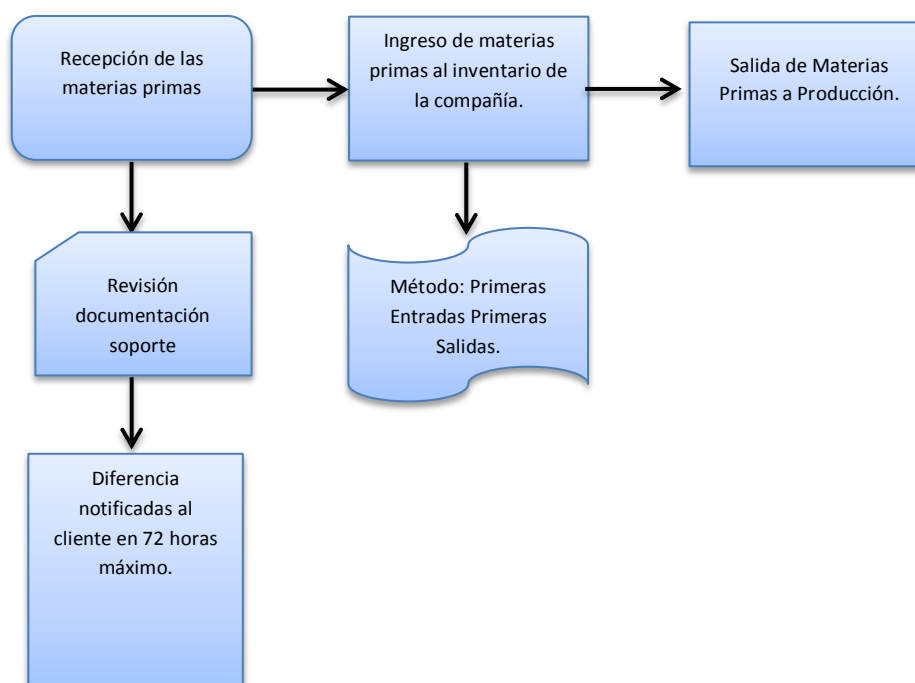 Recepción de las
materias primas
Ingreso de materias
primas al inventario de
la compañía.
Salida de Materias
Primas a Producción.
Revisión
documentación
soporte
Método: Primeras
Entradas Primeras
Salidas.
Diferencia
notificadas al
cliente en 72 horas
máximo.